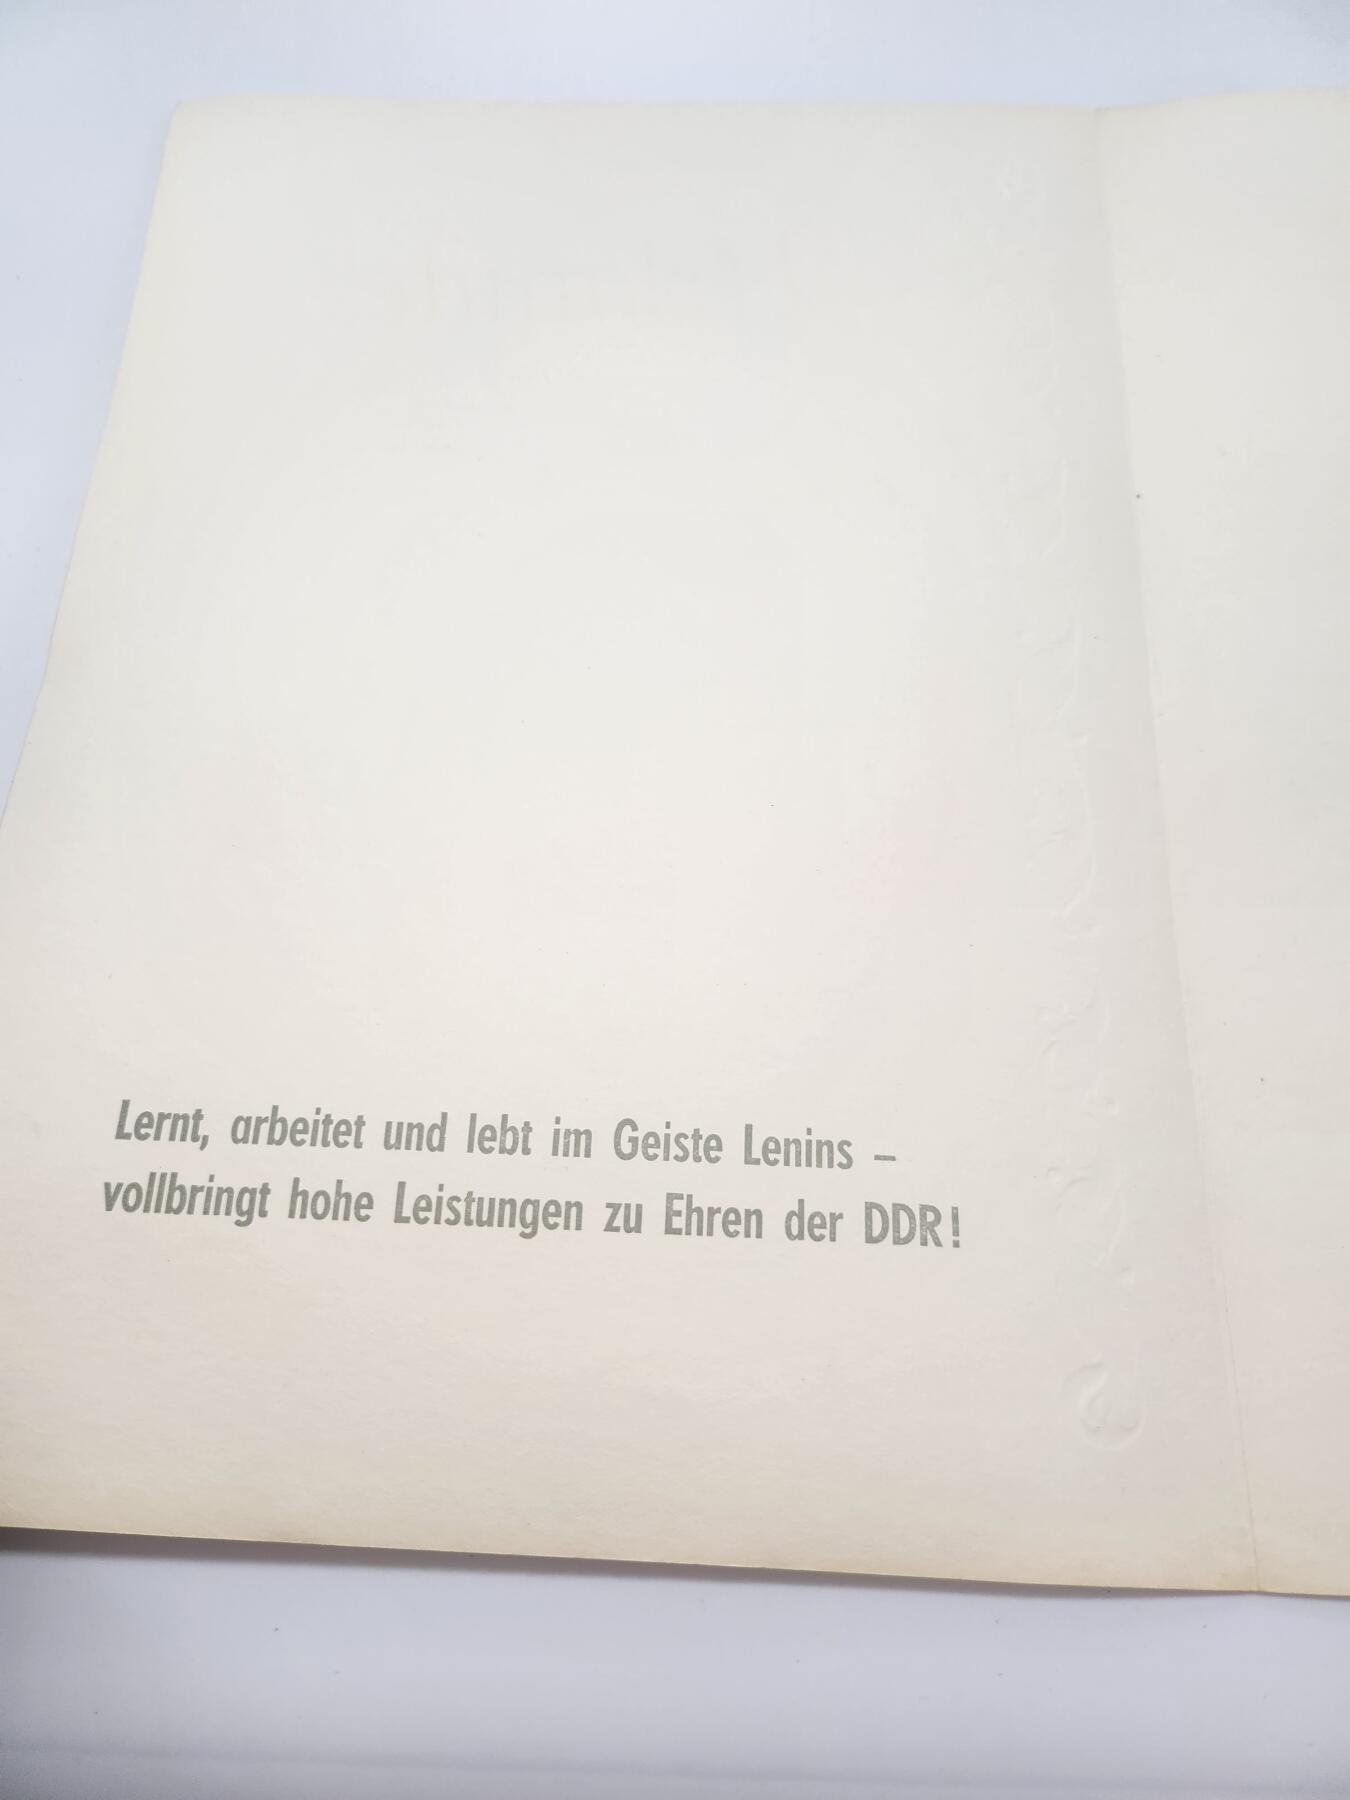 Lernt, arbeitet und lebt im Geiste Lenins –
vollbringt hohe Leistungen zu Ehren der DDR!